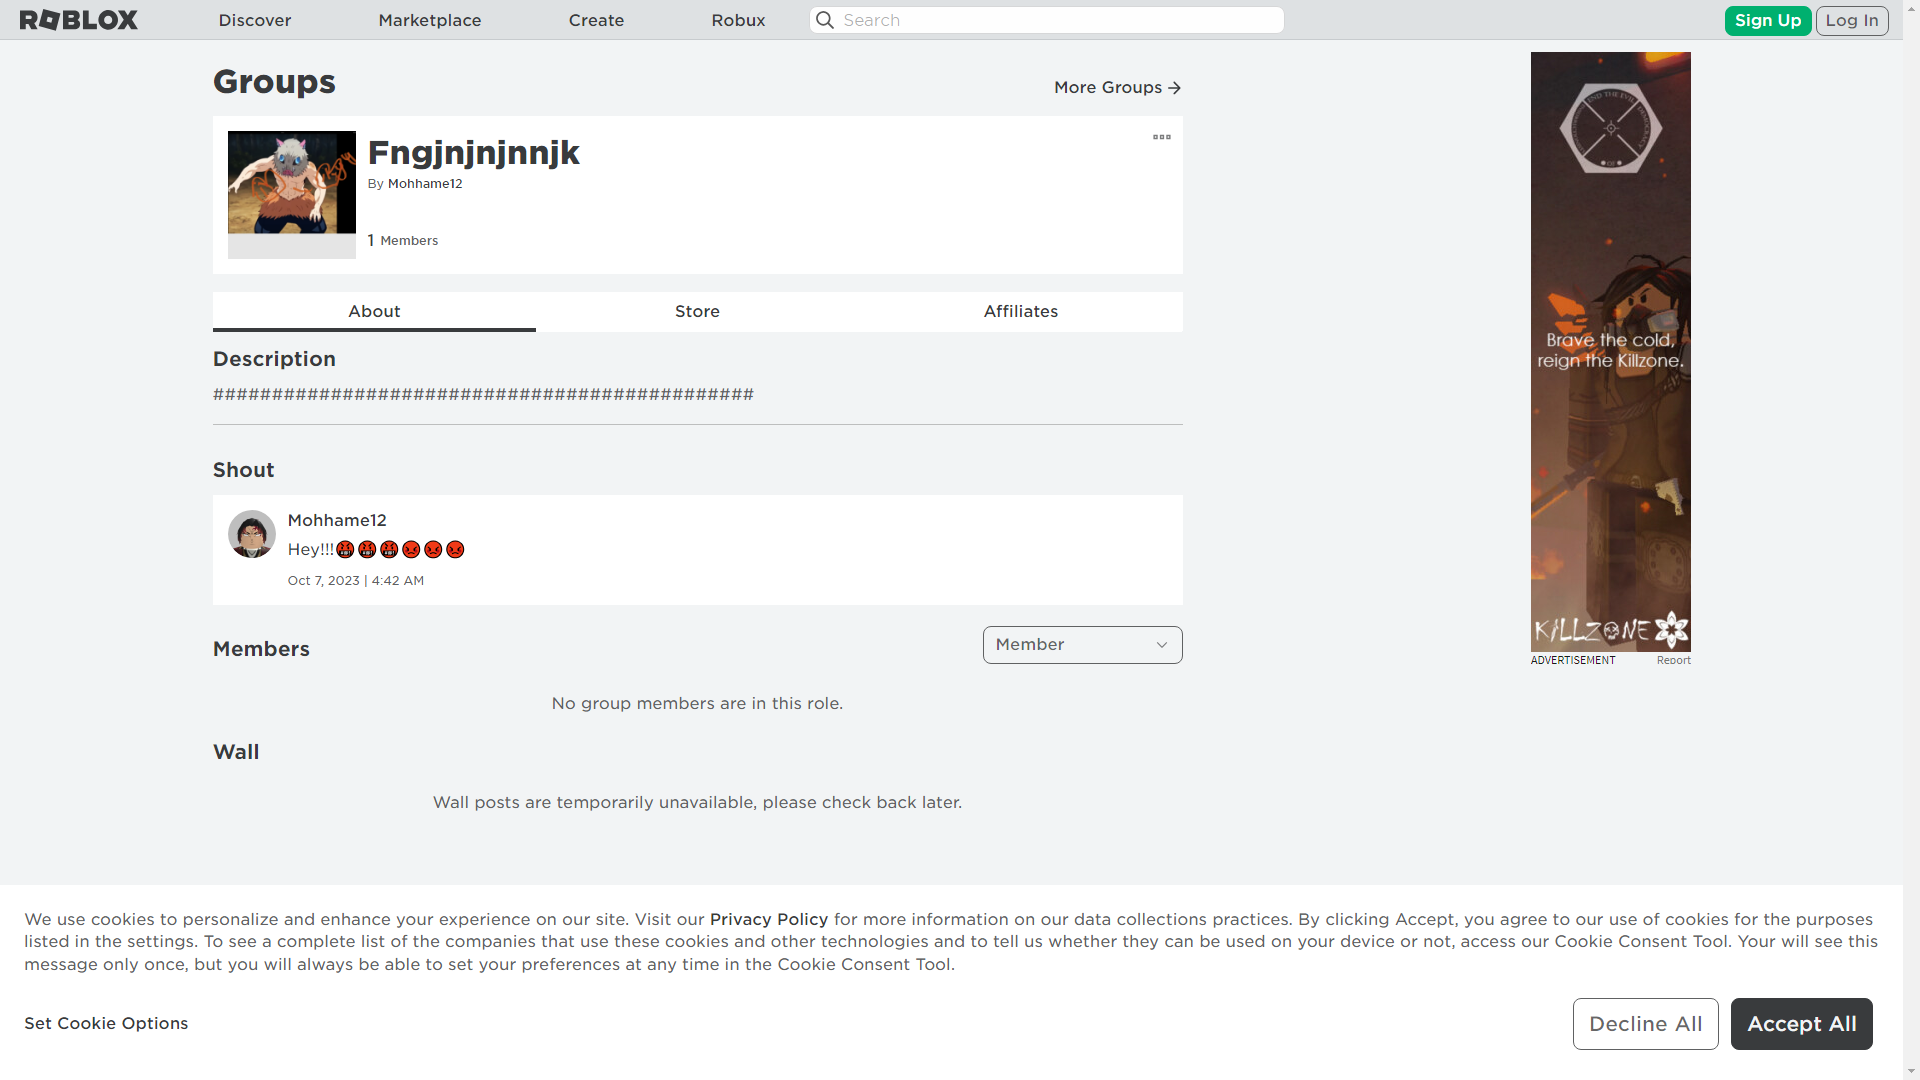 ROBLOX
Discover
Marketplace
Create
Robux
Search
Sign Up
Log In
Groups
More Groups
Fngjnjnjnnjk
By Mohhame12
1 Members
About
Store
Affiliates
Description
##############################################
Shout
Mohhame12
Hey!!!🤬🤬🤬😡😡😡
Oct 7, 2023 | 4:42 AM
Members
Member
No group members are in this role.
Wall
Wall posts are temporarily unavailable, please check back later.
END THE EVIL DEMOCRACY
Brave the cold,
reign the Killzone.
KILLZONE
ADVERTISEMENT
Report
We use cookies to personalize and enhance your experience on our site. Visit our Privacy Policy for more information on our data collections practices. By clicking Accept, you agree to our use of cookies for the purposes
listed in the settings. To see a complete list of the companies that use these cookies and other technologies and to tell us whether they can be used on your device or not, access our Cookie Consent Tool. Your will see this
message only once, but you will always be able to set your preferences at any time in the Cookie Consent Tool.
Set Cookie Options
Decline All
Accept All